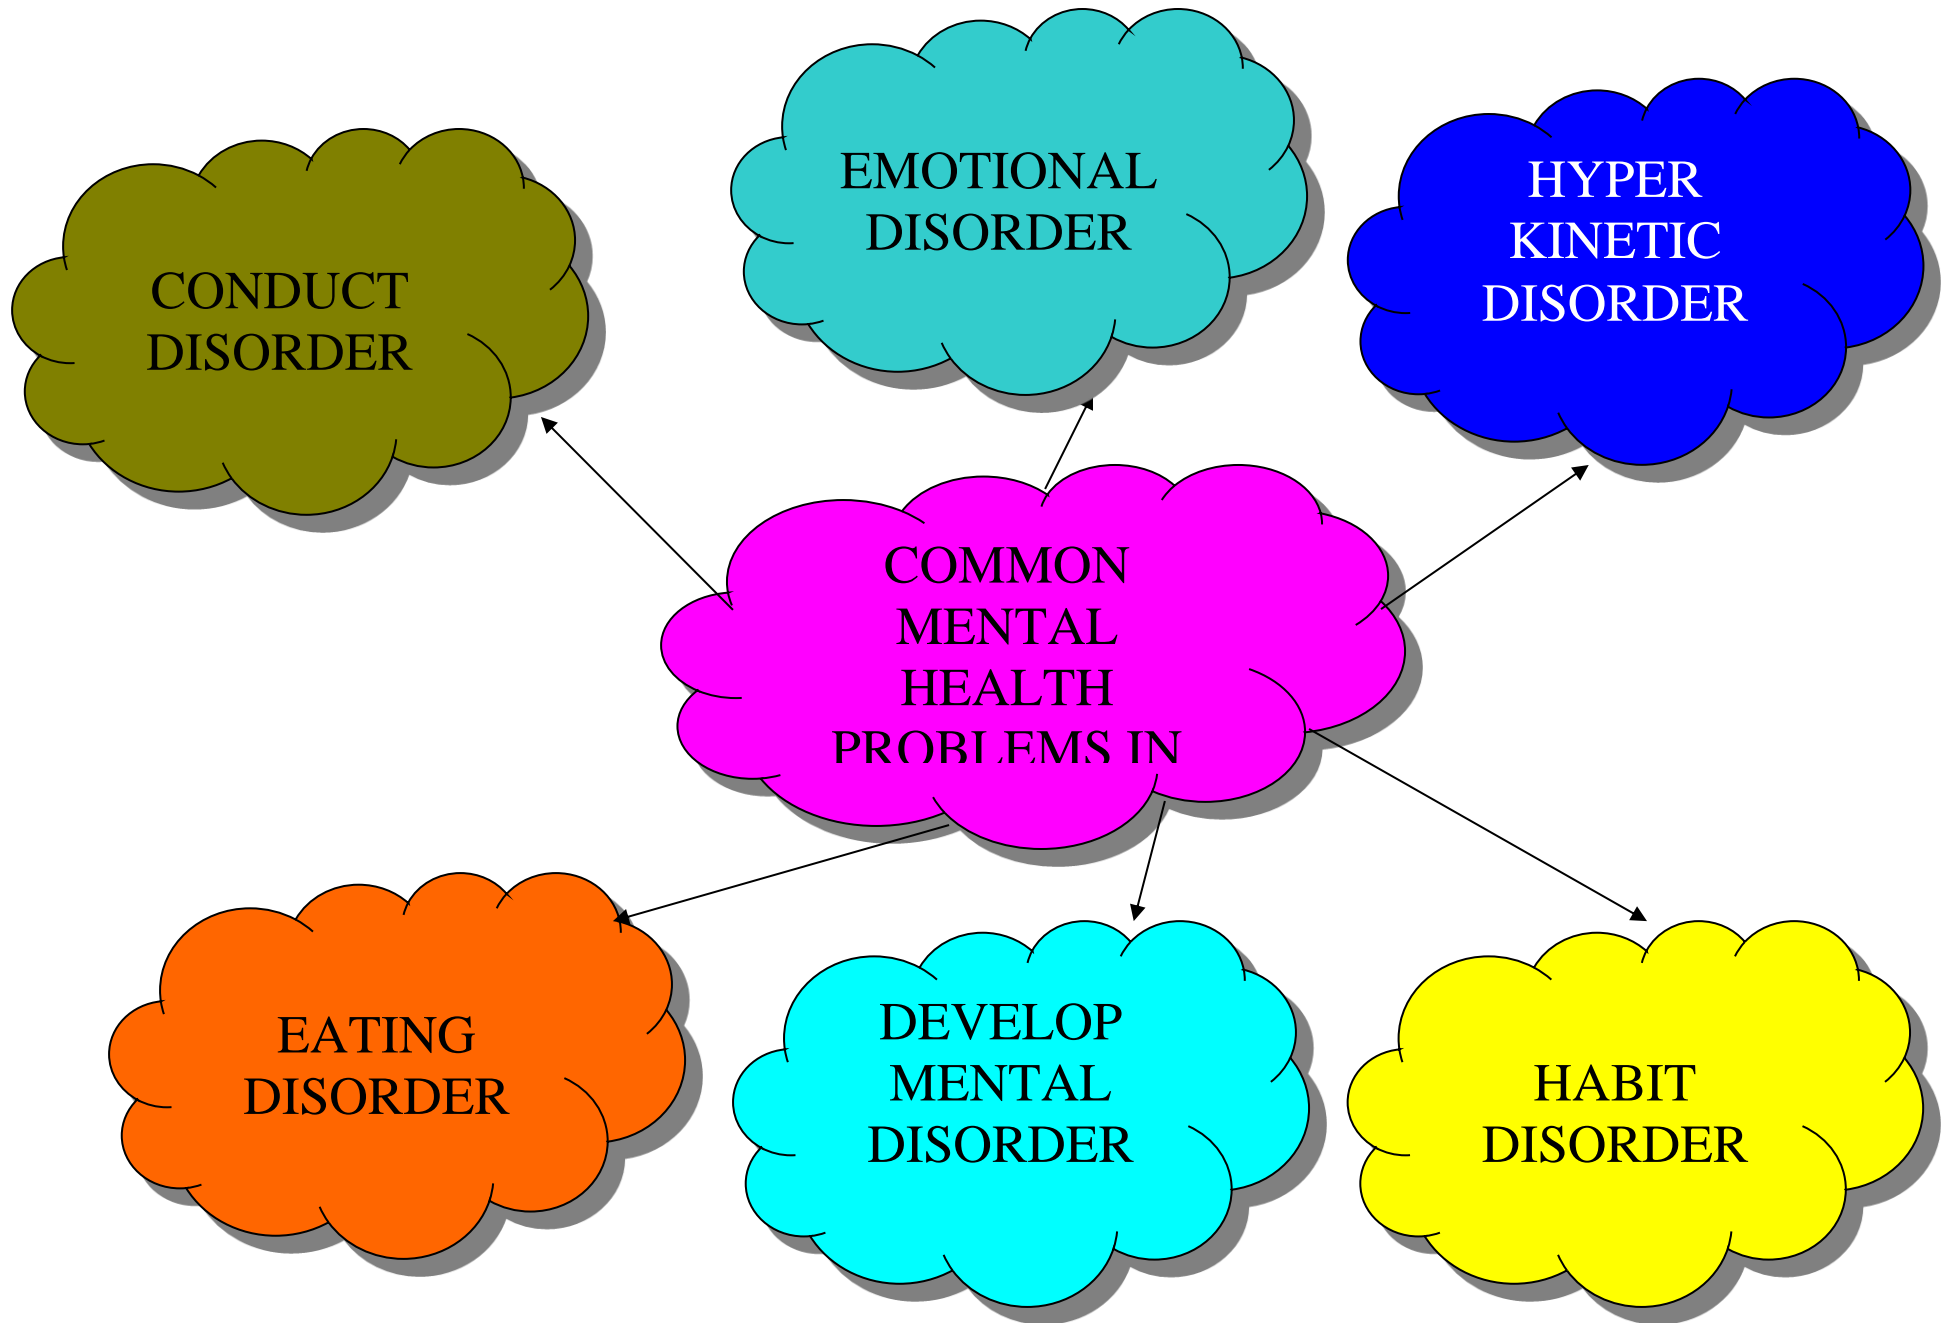 EMOTIONAL
DISORDER
HYPER
KINETIC
DISORDER
CONDUCT
DISORDER
COMMON
MENTAL
HEALTH
PROBLEMS IN
EATING
DISORDER
DEVELOP
MENTAL
DISORDER
HABIT
DISORDER